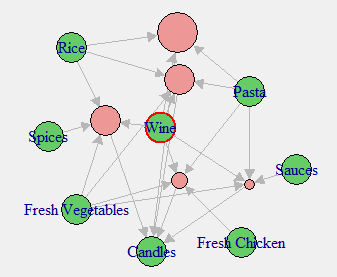 Rice
Pasta
Wine
Spices
Sauces
Fresh Vegetables
Fresh Chicken
Candles